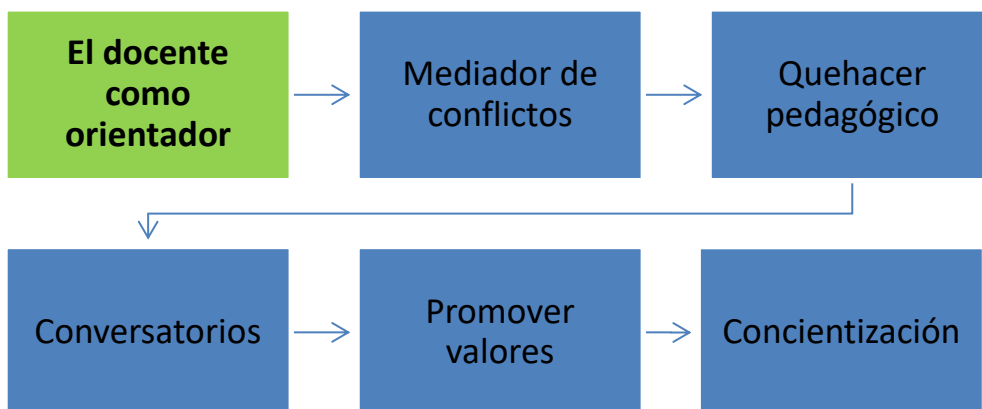 El docente
como
orientador
Mediador de
conflictos
Quehacer
pedagógico
Conversatorios
Promover
valores
Concientización